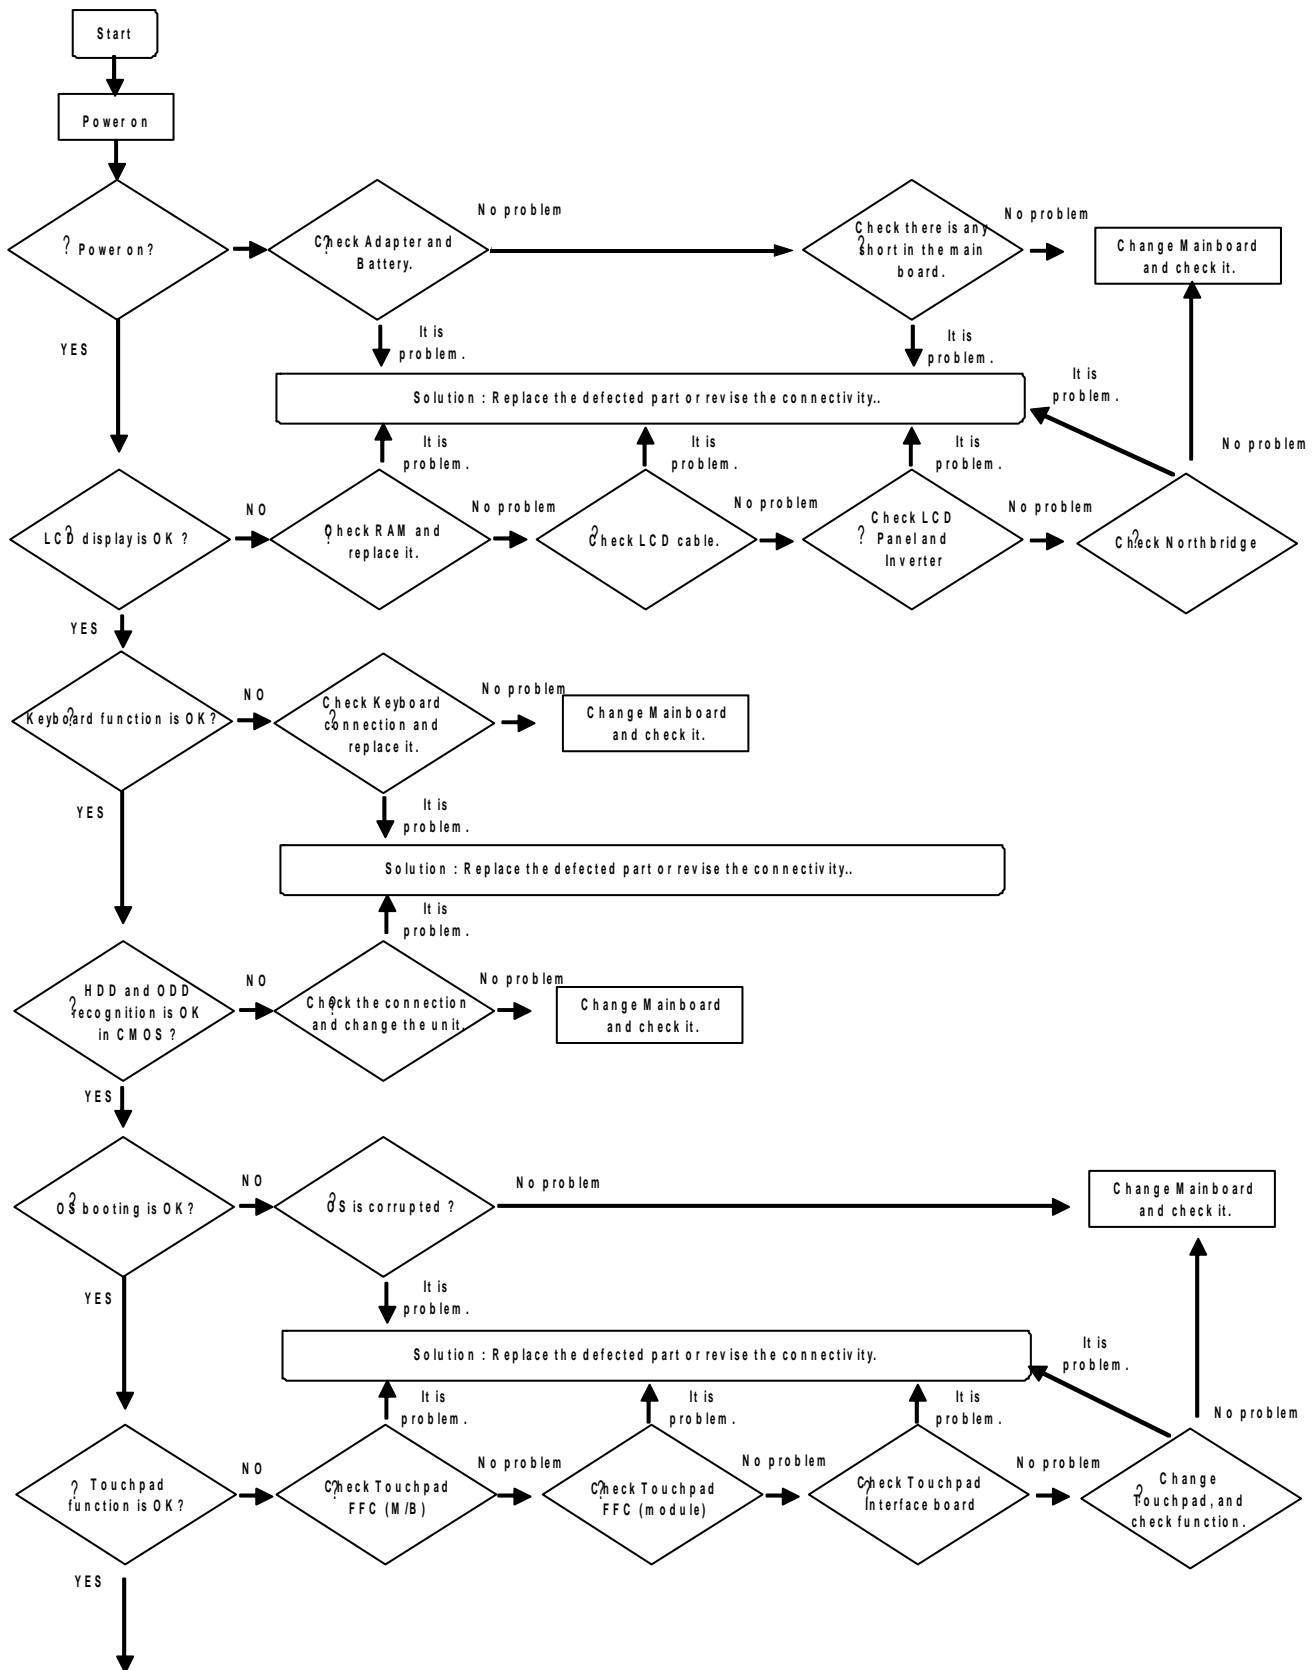 Start
Power on
? Power on?
No problem
? Check Adapter and
Battery.
No problem
? Check there is any
short in the main
board.
Change Mainboard
and check it.
YES
It is
problem.
It is
problem.
It is
problem.
Solution : Replace the defected part or revise the connectivity..
It is
problem.
It is
problem.
It is
problem.
No problem
? LCD display is OK ?
NO
? Check RAM and
replace it.
No problem
? Check LCD cable.
No problem
? Check LCD
Panel and
Inverter
No problem
? Check Northbridge
YES
? Keyboard function is OK?
NO
? Check Keyboard
connection and
replace it.
No problem
Change Mainboard
and check it.
YES
It is
problem.
Solution : Replace the defected part or revise the connectivity..
It is
problem.
? HDD and ODD
recognition is OK
in CMOS ?
NO
? Check the connection
and change the unit.
No problem
Change Mainboard
and check it.
YES
? OS booting is OK?
NO
? OS is corrupted ?
No problem
Change Mainboard
and check it.
YES
It is
problem.
It is
problem.
Solution : Replace the defected part or revise the connectivity.
It is
problem.
It is
problem.
It is
problem.
No problem
? Touchpad
function is OK?
NO
? Check Touchpad
FFC (M/B)
No problem
? Check Touchpad
FFC (module)
No problem
? Check Touchpad
Interface board
No problem
? Change
Touchpad, and
check function.
YES